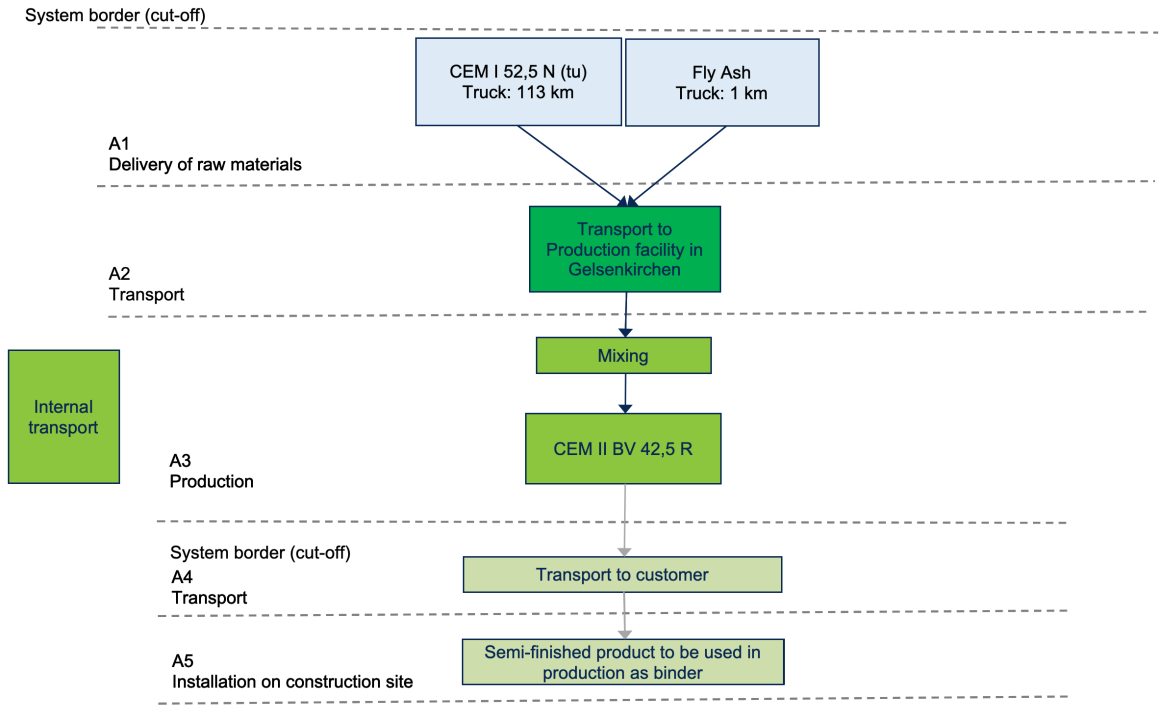 System border (cut-off)
CEM I 52,5 N (tu)
Truck: 113 km
Fly Ash
Truck: 1 km
A1
Delivery of raw materials
Transport to
Production facility in
Gelsenkirchen
A2
Transport
Mixing
Internal
transport
CEM II BV 42,5 R
A3
Production
System border (cut-off)
A4
Transport
Transport to customer
Semi-finished product to be used in
production as binder
A5
Installation on construction site